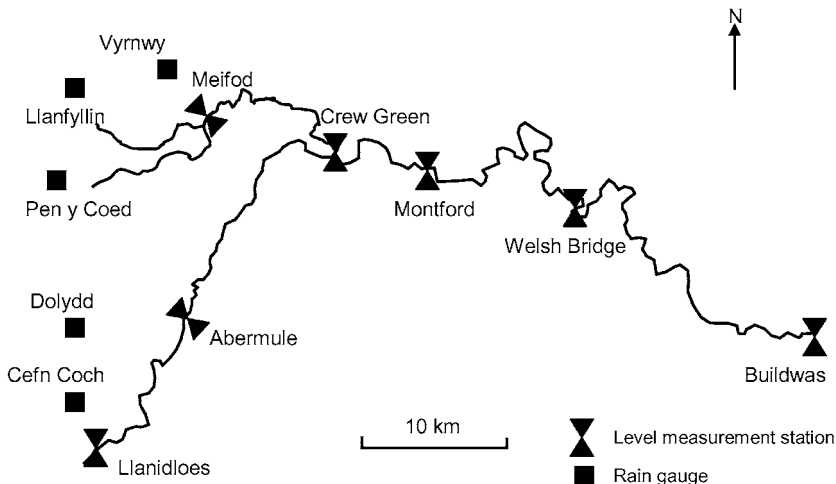 N
Vyrnwy
Meifod
Llanfyllin
Crew Green
Pen y Coed
Montford
Welsh Bridge
Dolydd
Abermule
Cefn Coch
Buildwas
10 km
Level measurement station
Llanidloes
Rain gauge